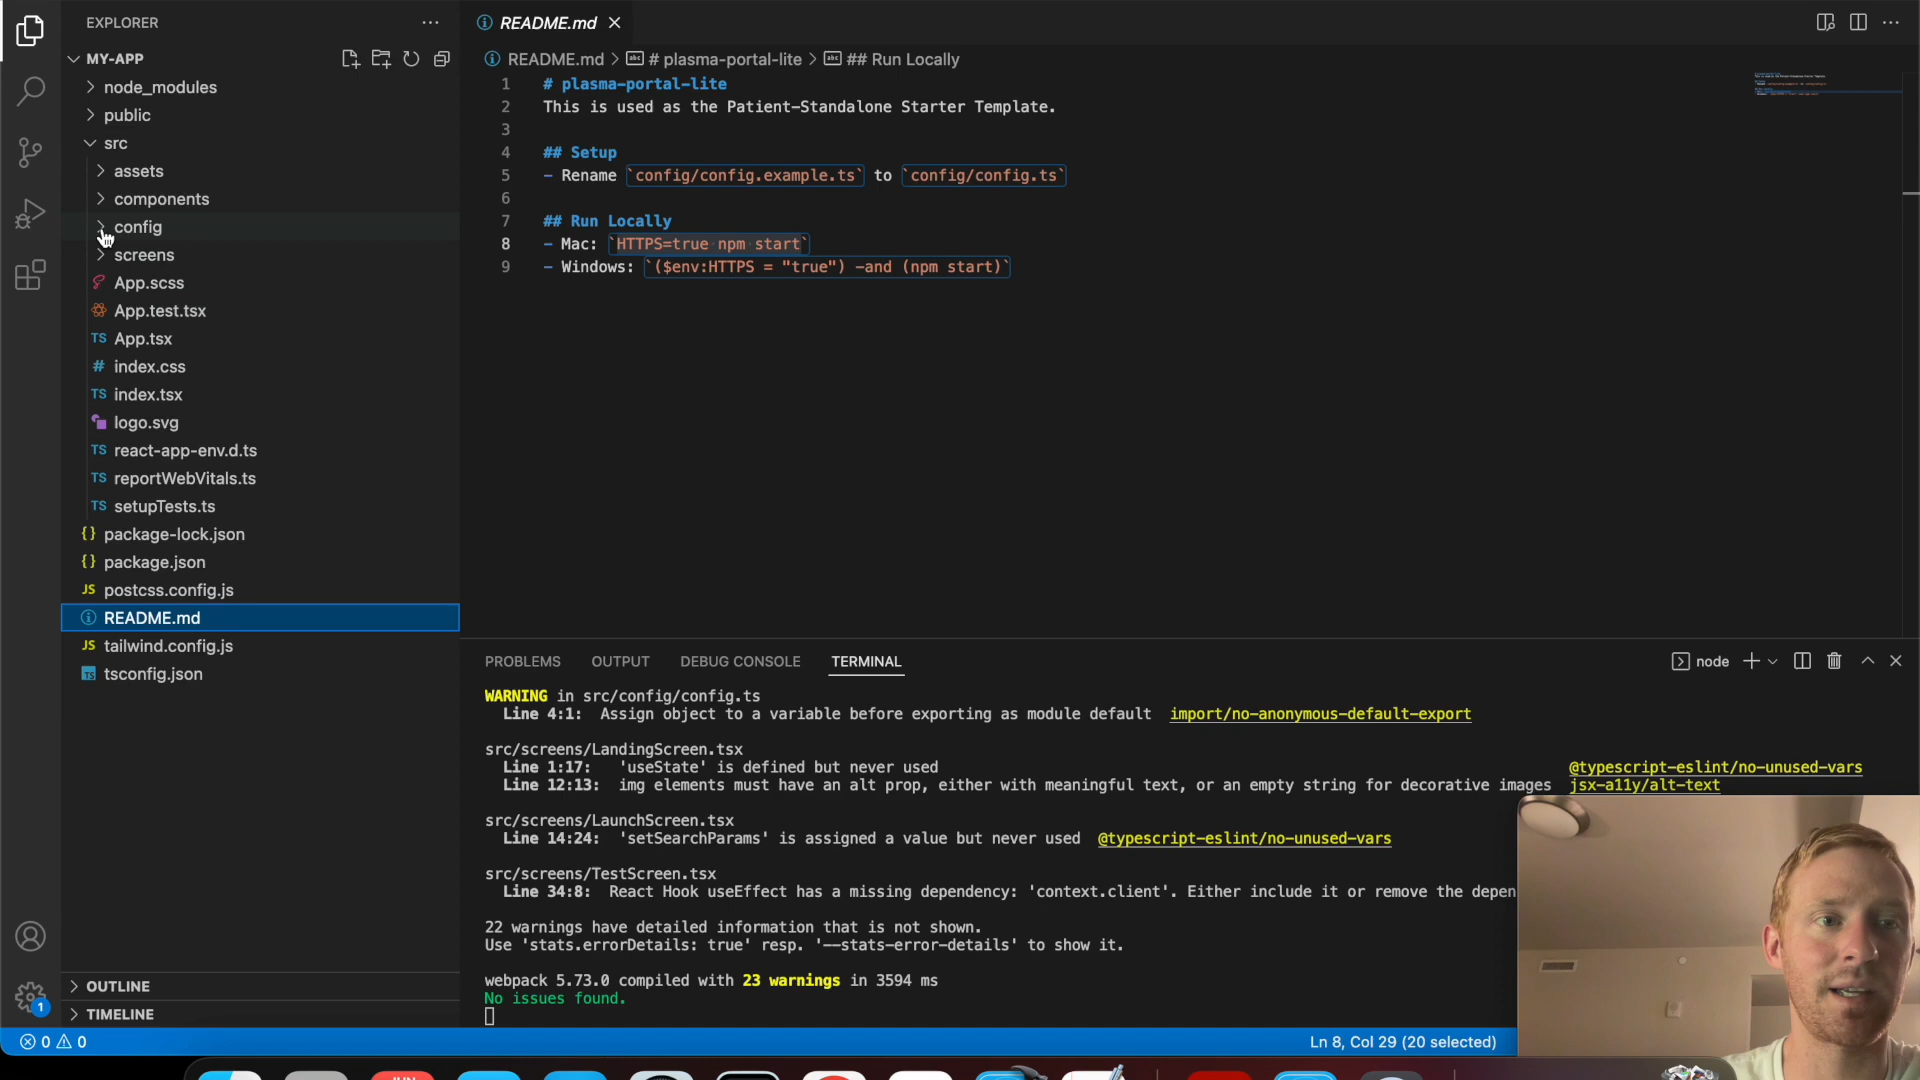 EXPLORER
MY-APP
node_modules
public
src
assets
components
config
screens
App.scss
App.test.tsx
TS App.tsx
# index.css
TS index.tsx
logo.svg
TS react-app-env.d.ts
TS reportWebVitals.ts
TS setupTests.ts
{} package-lock.json
{} package.json
JS postcss.config.js
README.md
JS tailwind.config.js
TS tsconfig.json
OUTLINE
TIMELINE
1
README.md
README.md > # plasma-portal-lite > ## Run Locally
1 # plasma-portal-lite
2 This is used as the Patient-Standalone Starter Template.
3
4 ## Setup
5 - Rename `config/config.example.ts` to `config/config.ts`
6
7 ## Run Locally
8 - Mac: `HTTPS=true npm start`
9 - Windows: `($env:HTTPS = "true") -and (npm start)`
PROBLEMS OUTPUT DEBUG CONSOLE TERMINAL
node
WARNING in src/config/config.ts
Line 4:1: Assign object to a variable before exporting as module default import/no-anonymous-default-export
src/screens/LandingScreen.tsx
Line 1:17: 'useState' is defined but never used @typescript-eslint/no-unused-vars
Line 12:13: img elements must have an alt prop, either with meaningful text, or an empty string for decorative images jsx-a11y/alt-text
src/screens/LaunchScreen.tsx
Line 14:24: 'setSearchParams' is assigned a value but never used @typescript-eslint/no-unused-vars
src/screens/TestScreen.tsx
Line 34:8: React Hook useEffect has a missing dependency: 'context.client'. Either include it or remove the depen
22 warnings have detailed information that is not shown.
Use 'stats.errorDetails: true' resp. '--stats-error-details' to show it.
webpack 5.73.0 compiled with 23 warnings in 3594 ms
No issues found.
0 0
Ln 8, Col 29 (20 selected)